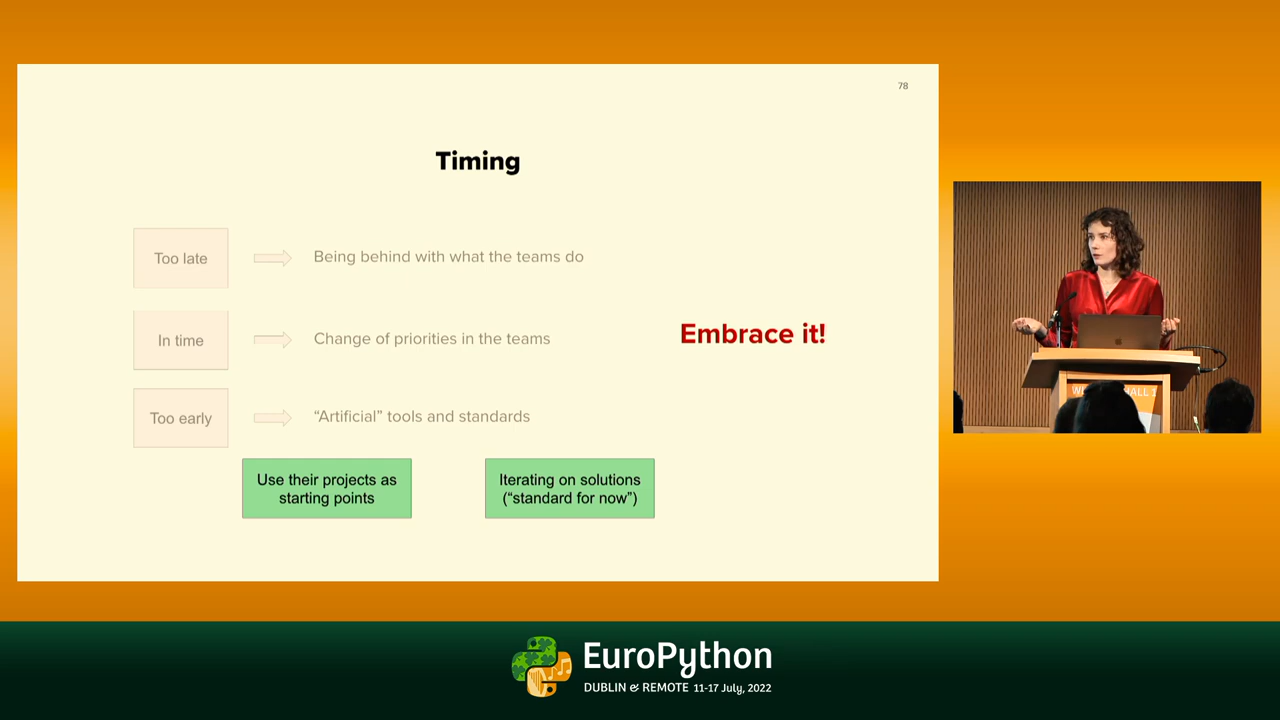 78
Timing
Too late
Being behind with what the teams do
In time
Change of priorities in the teams
Embrace it!
Too early
“Artificial” tools and standards
Use their projects as
starting points
Iterating on solutions
(“standard for now”)
EuroPython
DUBLIN & REMOTE 11-17 July, 2022